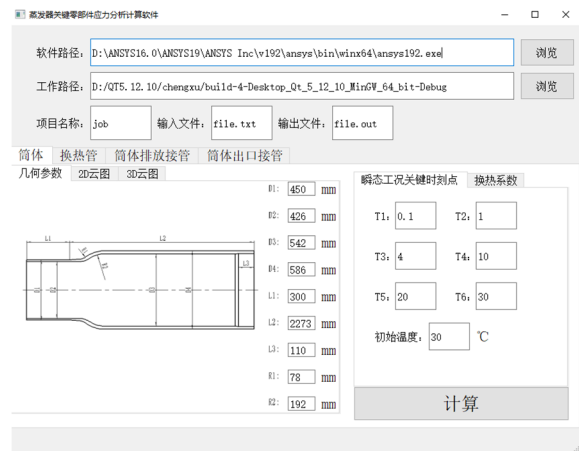 蒸发器关键零部件应力分析计算软件
软件路径: D:\ANSYS16.0\ANSYS19\ANSYS Inc\v192\ansys\bin\winx64\ansys192.exe 浏览
工作路径: D:/QT5.12.10/chengxu/build-4-Desktop_Qt_5_12_10_MinGW_64_bit-Debug 浏览
项目名称: job 输入文件: file.txt 输出文件: file.out
筒体 换热管 筒体排放接管 筒体出口接管
几何参数 2D云图 3D云图
D1: 450 mm
D2: 426 mm
D3: 542 mm
D4: 586 mm
L1: 300 mm
L2: 2273 mm
L3: 110 mm
R1: 78 mm
R2: 192 mm
L1 L2
R1
R2
L3
D1 D2 D3 D4
瞬态工况关键时刻点 换热系数
T1: 0.1 T2: 1
T3: 4 T4: 10
T5: 20 T6: 30
初始温度: 30 ℃
计算